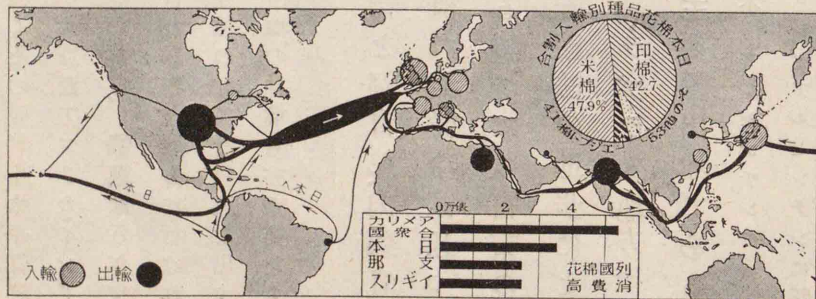 日本棉花品種別輸入割合
印棉
42.7
米棉
47.9%
エジプト棉4.1
その他5.3
日本へ
日本へ
0万俵 2 4
アメリカ
合衆國
日本
支那
イギリス
列國棉花
消費高
輸出
輸入